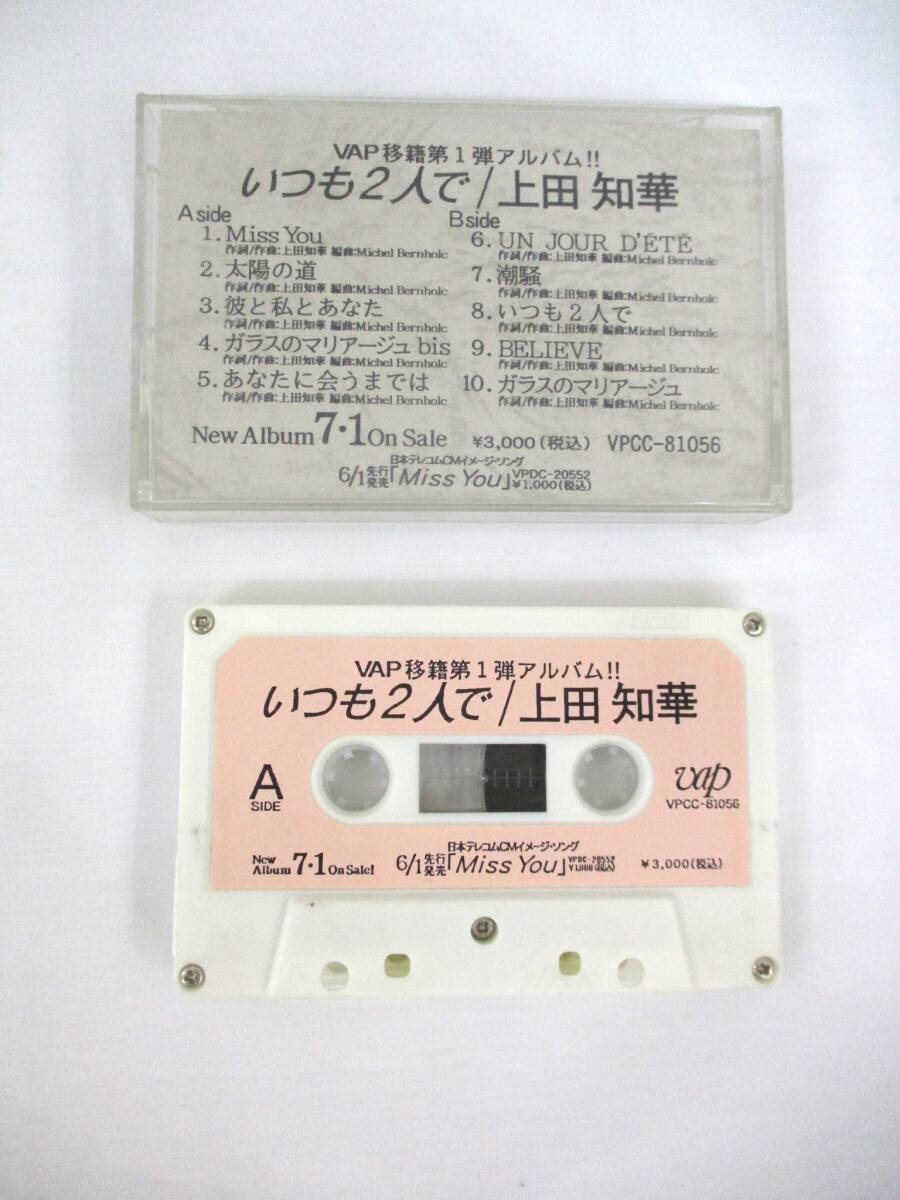 VAP移籍第1弾アルバム!!
いつも2人で/上田 知華
A side
1. Miss You
作詞/作曲:上田知華 編曲:Michel Bernholc
2. 太陽の道
作詞/作曲:上田知華 編曲:Michel Bernholc
3. 彼と私とあなた
作詞/作曲:上田知華 編曲:Michel Bernholc
4. ガラスのマリアージュ bis
作詞/作曲:上田知華 編曲:Michel Bernholc
5. あなたに会うまでは
作詞/作曲:上田知華 編曲:Michel Bernholc
B side
6. UN JOUR D'ÉTÉ
作詞/作曲:上田知華 編曲:Michel Bernholc
7. 潮騒
作詞/作曲:上田知華 編曲:Michel Bernholc
8. いつも2人で
作詞/作曲:上田知華 編曲:Michel Bernholc
9. BELIEVE
作詞/作曲:上田知華 編曲:Michel Bernholc
10. ガラスのマリアージュ
作詞/作曲:上田知華 編曲:Michel Bernholc
New Album 7・1 On Sale ¥3,000(税込) VPCC-81056
日本テレコムCMイメージ・ソング
6/1先行発売「Miss You」VPDC-20552 ¥1,000(税込)
VAP移籍第1弾アルバム!!
いつも2人で/上田 知華
A
SIDE
vap
VPCC-81056
日本テレコムCMイメージ・ソング
New Album 7・1 On Sale! 6/1先行発売「Miss You」VPDC-20552 ¥1,000(税込) ¥3,000(税込)